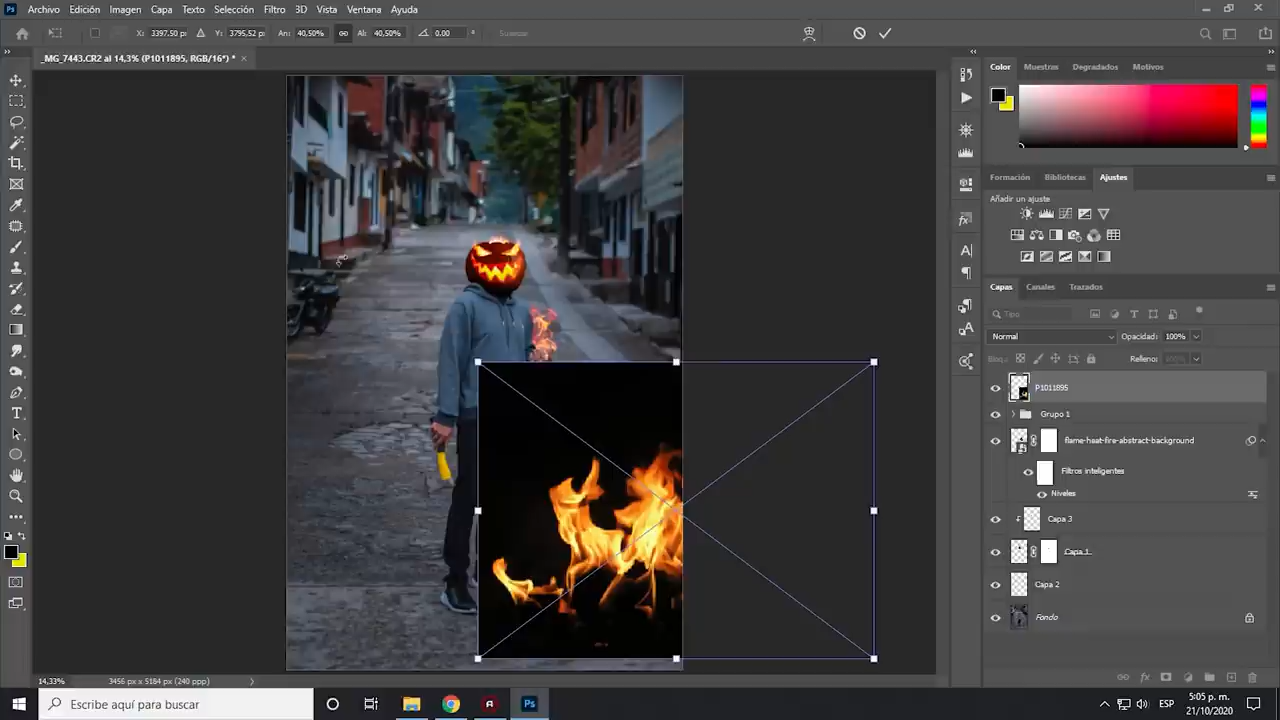 Ps
Archivo Edición Imagen Capa Texto Selección Filtro 3D Vista Ventana Ayuda
X: 3397,50 px Y: 3795,52 px An: 40,50% Al: 40,50% 0,00 Suavizar
_MG_7443.CR2 al 14,3% (P1011895, RGB/16*) * ×
Color Muestras Degradados Motivos
Formación Bibliotecas Ajustes
Añadir un ajuste
Capas Canales Trazados
Tipo
Normal Opacidad: 100%
Bloq.: Relleno:
P1011895
Grupo 1
flame-heat-fire-abstract-background
Filtros inteligentes
Niveles
Capa 3
Capa 1
Capa 2
Fondo
14,33% 3456 px x 5184 px (240 ppp)
Escribe aquí para buscar
Ps
ESP
5:05 p. m.
21/10/2020